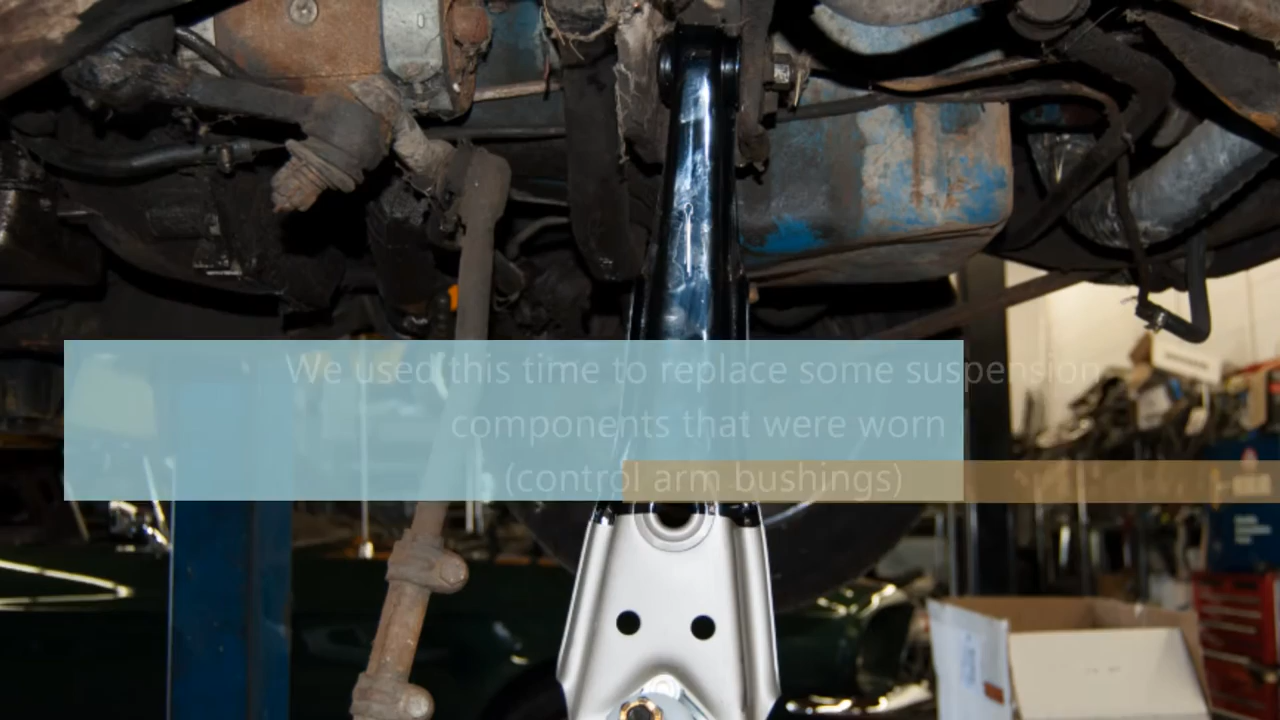 We used this time to replace some suspension
components that were worn
(control arm bushings)